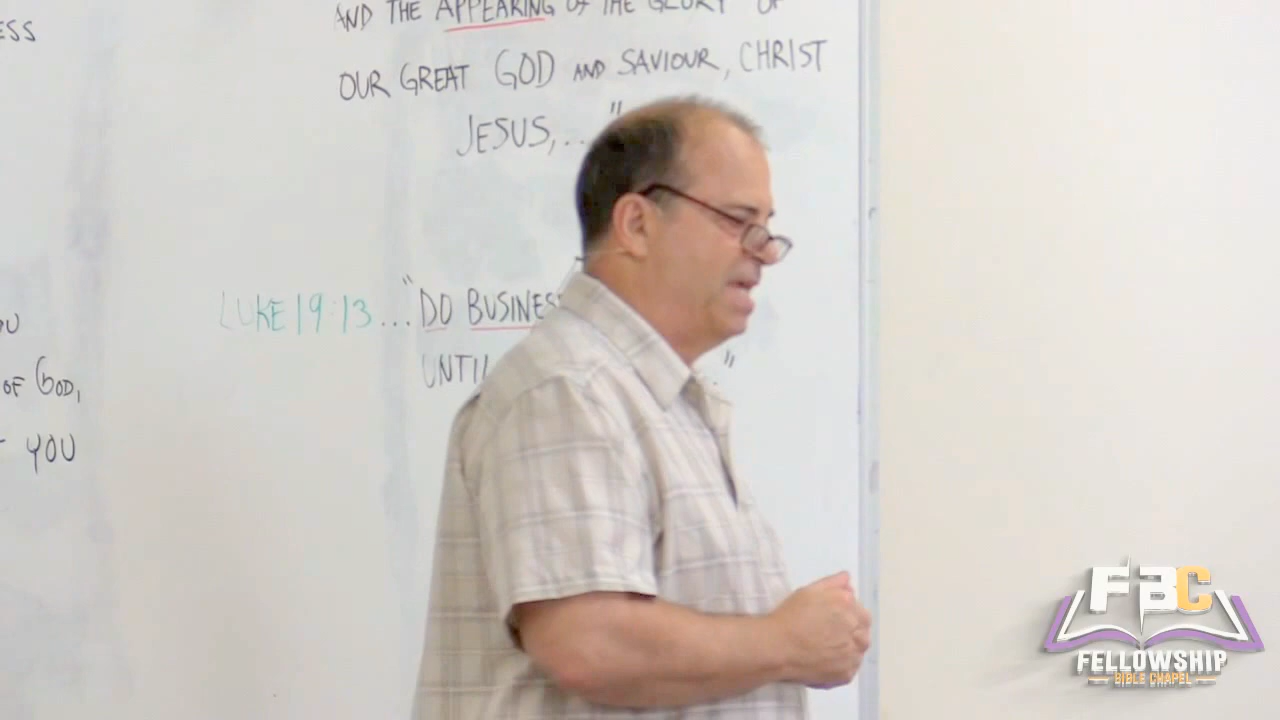 ESS
AND THE APPEARING OF THE GLORY OF
OUR GREAT GOD AND SAVIOUR, CHRIST
JESUS,...."
LUKE 19:13..."DO BUSINESS
UNTIL "
OU
OF GOD,
YOU
FBC
FELLOWSHIP
BIBLE CHAPEL